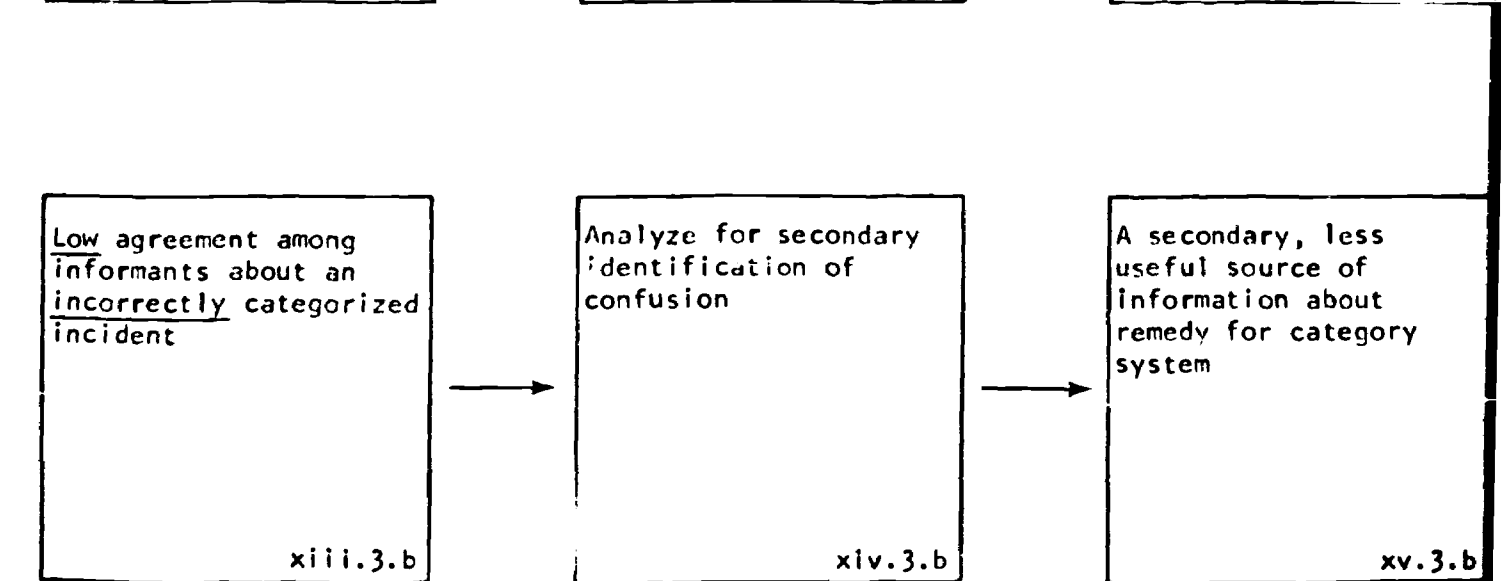 Low agreement among
informants about an
incorrectly categorized
incident
xiii.3.b
Analyze for secondary
identification of
confusion
xiv.3.b
A secondary, less
useful source of
information about
remedy for category
system
xv.3.b